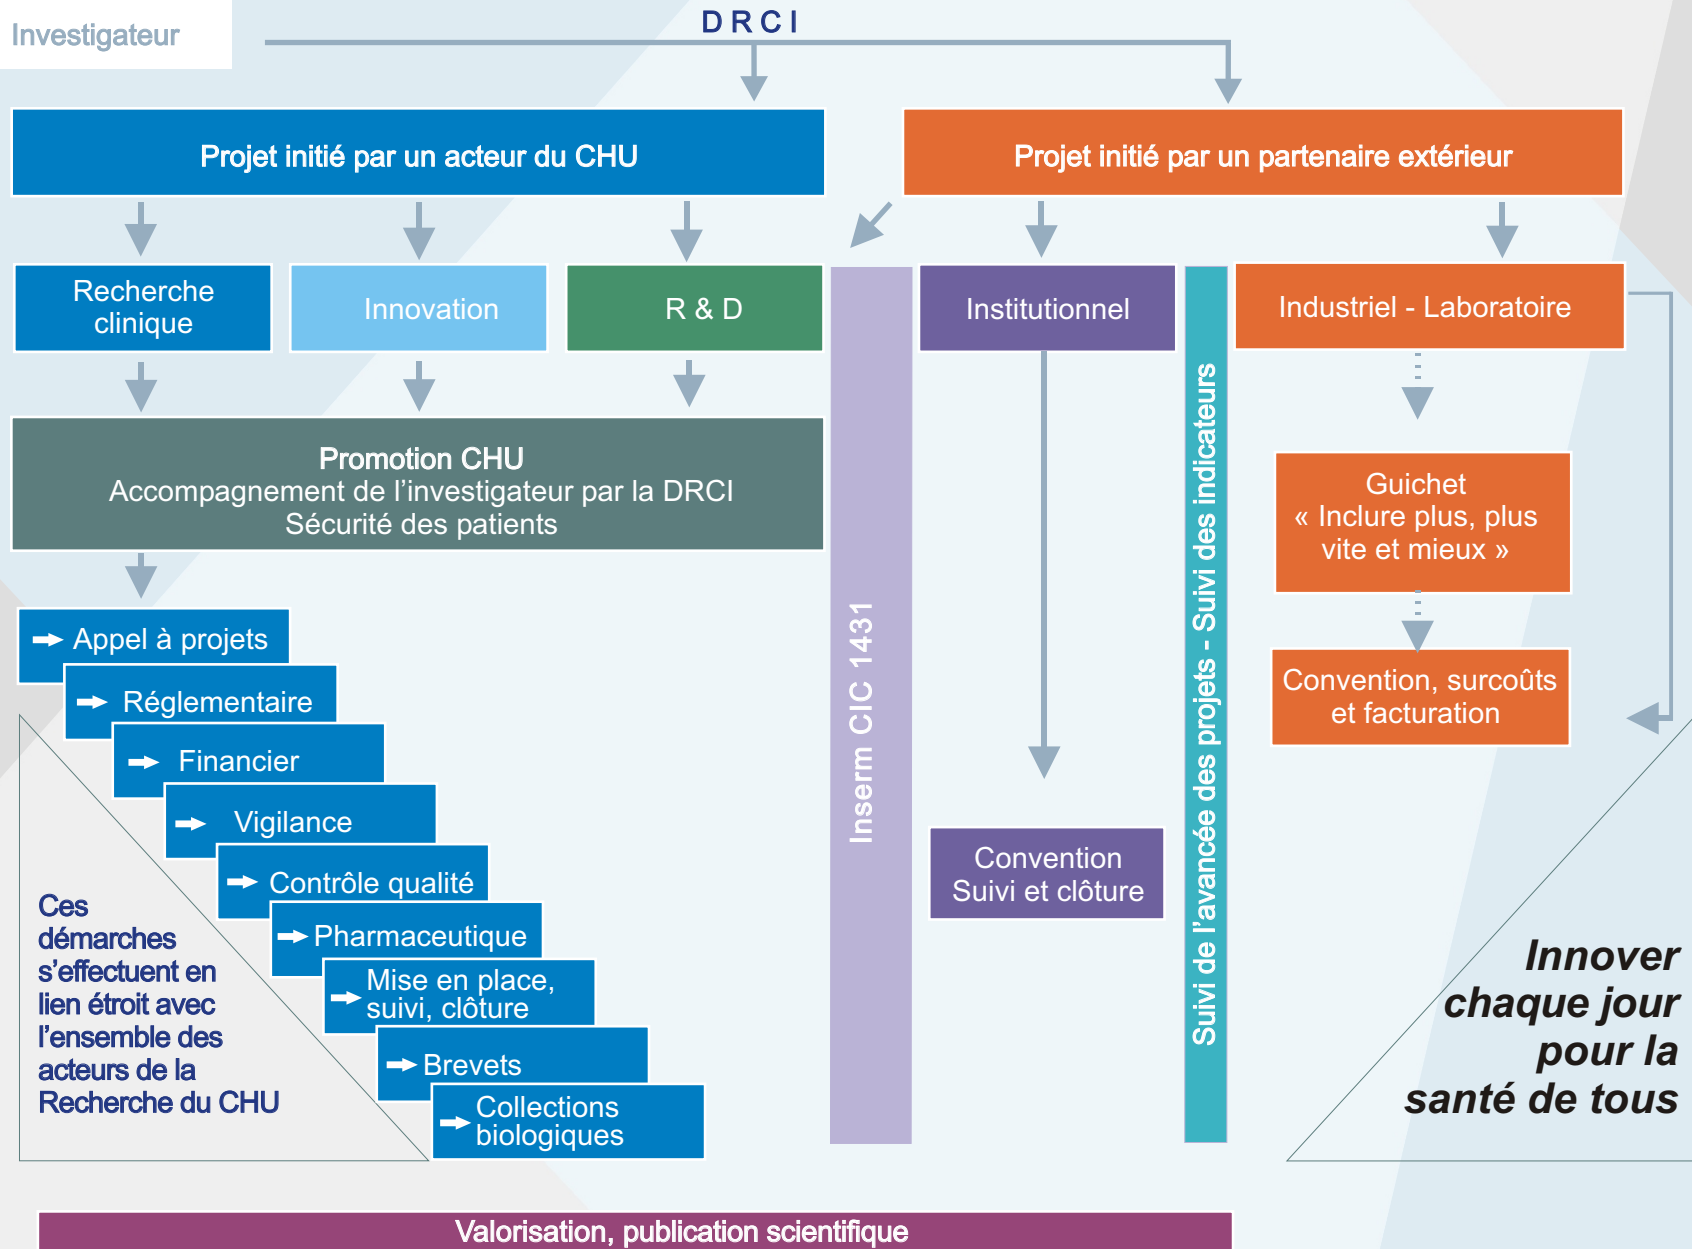 Investigateur
D R C I
Projet initié par un acteur du CHU
Projet initié par un partenaire extérieur
Recherche
clinique
Innovation
R & D
Institutionnel
Industriel - Laboratoire
Promotion CHU
Accompagnement de l’investigateur par la DRCI
Sécurité des patients
Appel à projets
Réglementaire
Financier
Vigilance
Contrôle qualité
Pharmaceutique
Mise en place,
suivi, clôture
Brevets
Collections
biologiques
Ces
démarches
s’effectuent en
lien étroit avec
l’ensemble des
acteurs de la
Recherche du CHU
Inserm CIC 1431
Convention
Suivi et clôture
Suivi de l’avancée des projets - Suivi des indicateurs
Guichet
« Inclure plus, plus
vite et mieux »
Convention, surcoûts
et facturation
Innover
chaque jour
pour la
santé de tous
Valorisation, publication scientifique